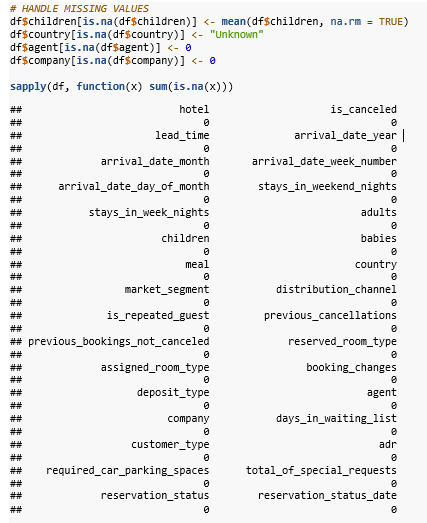 # HANDLE MISSING VALUES
df$children[is.na(df$children)] <- mean(df$children, na.rm = TRUE)
df$country[is.na(df$country)] <- "Unknown"
df$agent[is.na(df$agent)] <- 0
df$company[is.na(df$company)] <- 0
sapply(df, function(x) sum(is.na(x)))
## hotel is_canceled
## 0 0
## lead_time arrival_date_year
## 0 0
## arrival_date_month arrival_date_week_number
## 0 0
## arrival_date_day_of_month stays_in_weekend_nights
## 0 0
## stays_in_week_nights adults
## 0 0
## children babies
## 0 0
## meal country
## 0 0
## market_segment distribution_channel
## 0 0
## is_repeated_guest previous_cancellations
## 0 0
## previous_bookings_not_canceled reserved_room_type
## 0 0
## assigned_room_type booking_changes
## 0 0
## deposit_type agent
## 0 0
## company days_in_waiting_list
## 0 0
## customer_type adr
## 0 0
## required_car_parking_spaces total_of_special_requests
## 0 0
## reservation_status reservation_status_date
## 0 0